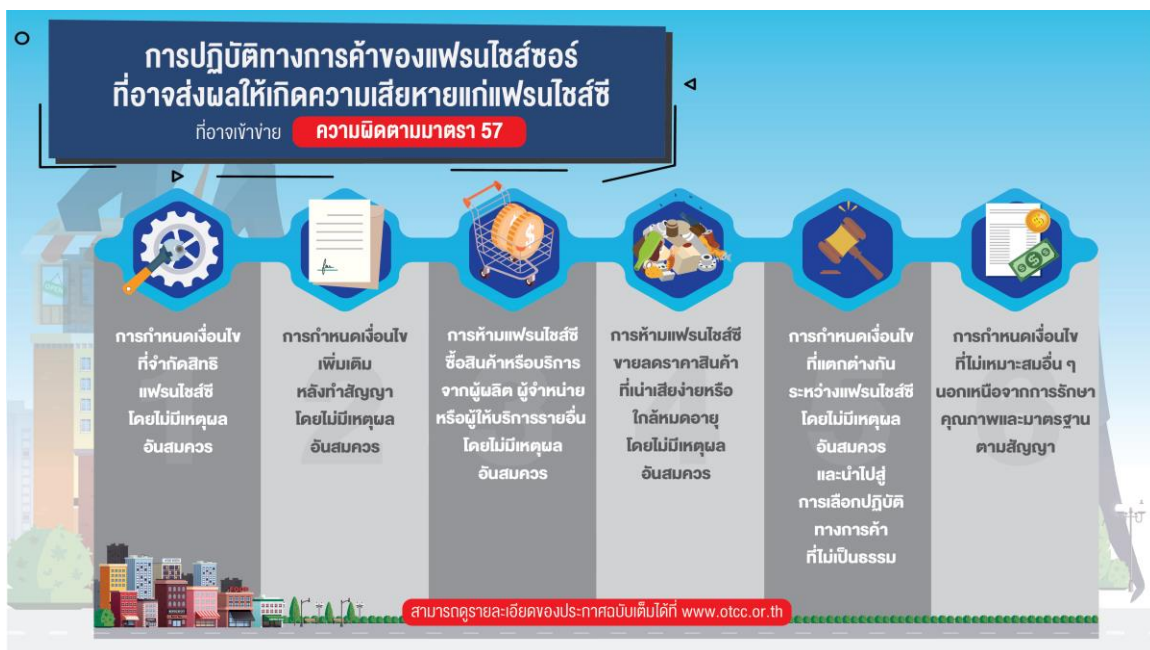 การปฏิบัติทางการค้าของแฟรนไชส์ซอร์
ที่อาจส่งผลให้เกิดความเสียหายแก่แฟรนไชส์ซี
ที่อาจเข้าข่าย ความผิดตามมาตรา 57
การกำหนดเงื่อนไข
ที่จำกัดสิทธิ
แฟรนไชส์ซี
โดยไม่มีเหตุผล
อันสมควร
1
การกำหนดเงื่อนไข
เพิ่มเติม
หลังทำสัญญา
โดยไม่มีเหตุผล
อันสมควร
2
การห้ามแฟรนไชส์ซี
ซื้อสินค้าหรือบริการ
จากผู้ผลิต ผู้จำหน่าย
หรือผู้ให้บริการรายอื่น
โดยไม่มีเหตุผล
อันสมควร
3
การห้ามแฟรนไชส์ซี
ขายลดราคาสินค้า
ที่เน่าเสียง่ายหรือ
ใกล้หมดอายุ
โดยไม่มีเหตุผล
อันสมควร
4
การกำหนดเงื่อนไข
ที่แตกต่างกัน
ระหว่างแฟรนไชส์ซี
โดยไม่มีเหตุผล
อันสมควร
และนำไปสู่
การเลือกปฏิบัติ
ทางการค้า
ที่ไม่เป็นธรรม
5
การกำหนดเงื่อนไข
ที่ไม่เหมาะสมอื่น ๆ
นอกเหนือจากการรักษา
คุณภาพและมาตรฐาน
ตามสัญญา
6
OPEN
สามารถดูรายละเอียดของประกาศฉบับเต็มได้ที่ www.otcc.or.th